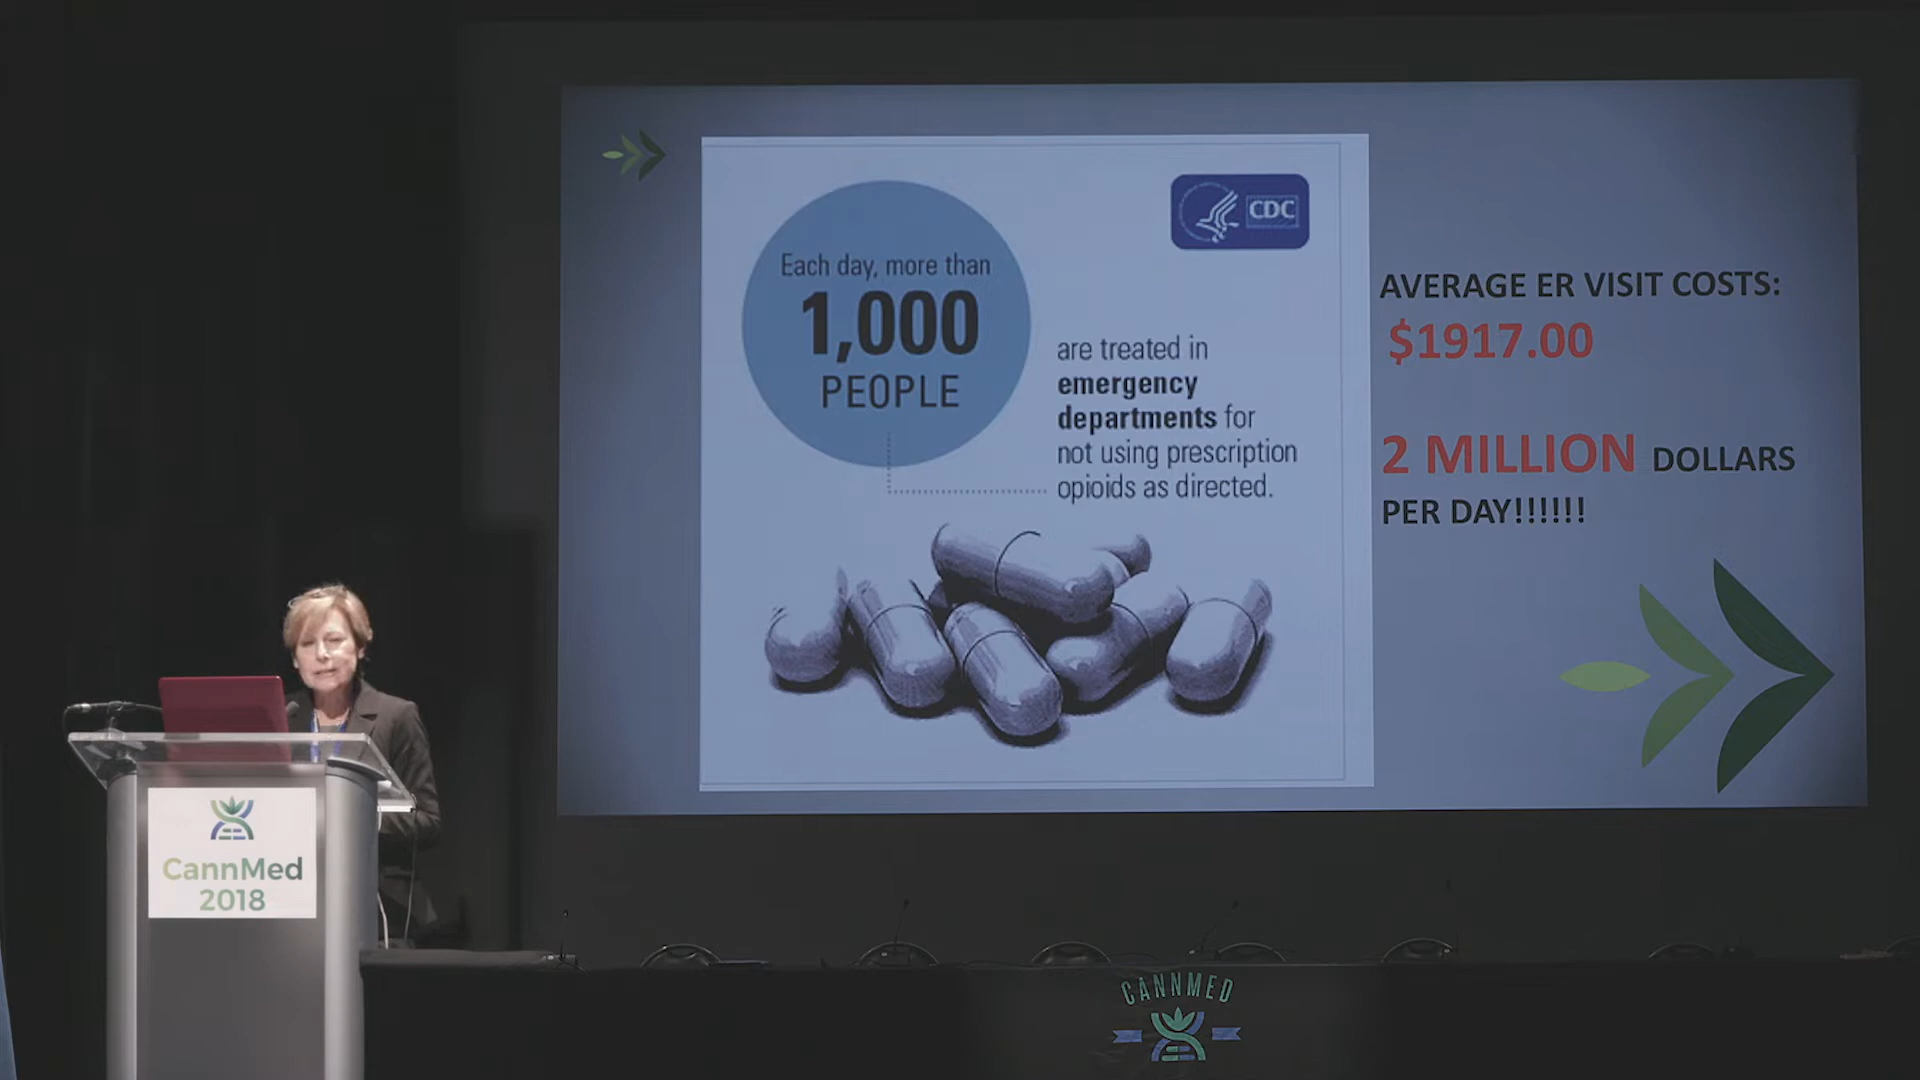 Each day, more than
1,000
PEOPLE
are treated in
emergency
departments for
not using prescription
opioids as directed.
CDC
AVERAGE ER VISIT COSTS:
$1917.00
2 MILLION DOLLARS
PER DAY!!!!!!
CannMed
2018
CANNMED